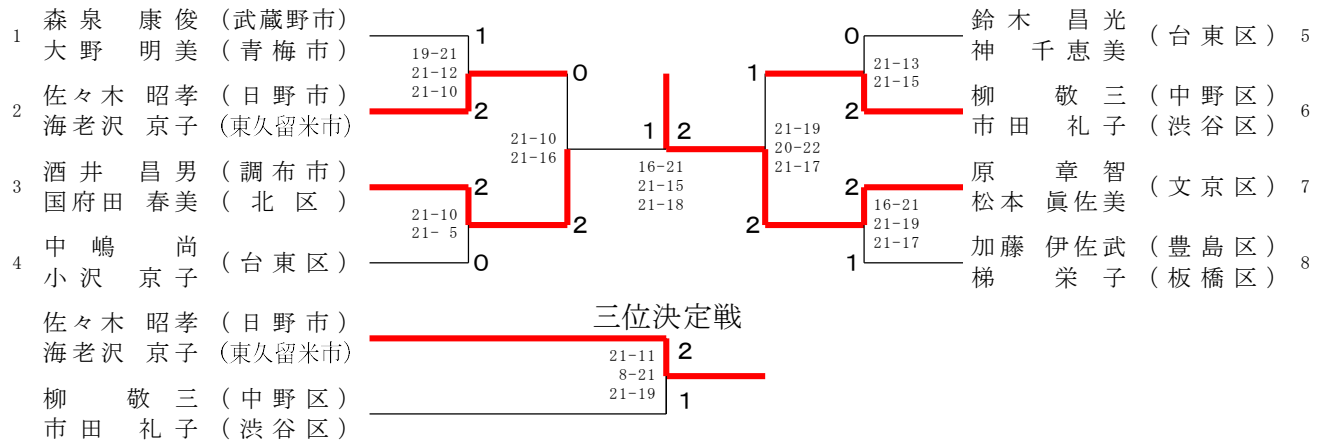 1 森泉 康俊 (武蔵野市)
大野 明美 (青梅市)
2 佐々木 昭孝 (日野市)
海老沢 京子 (東久留米市)
3 酒井 昌男 (調布市)
国府田 春美 (北区)
4 中嶋 尚
小沢 京子 (台東区)
1
19-21
21-12
21-10
2
2
21-10
21- 5
0
0
21-10
21-16
2
1 2
16-21
21-15
21-18
1
21-19
20-22
21-17
2
0
21-13
21-15
2
2
16-21
21-19
21-17
1
鈴木 昌光
神 千恵美 (台東区) 5
柳 敬三 (中野区)
市田 礼子 (渋谷区) 6
原 章智
松本 眞佐美 (文京区) 7
加藤 伊佐武 (豊島区)
梯 栄子 (板橋区) 8
三位決定戦
佐々木 昭孝 (日野市)
海老沢 京子 (東久留米市)
柳 敬三 (中野区)
市田 礼子 (渋谷区)
21-11
8-21
21-19
2
1